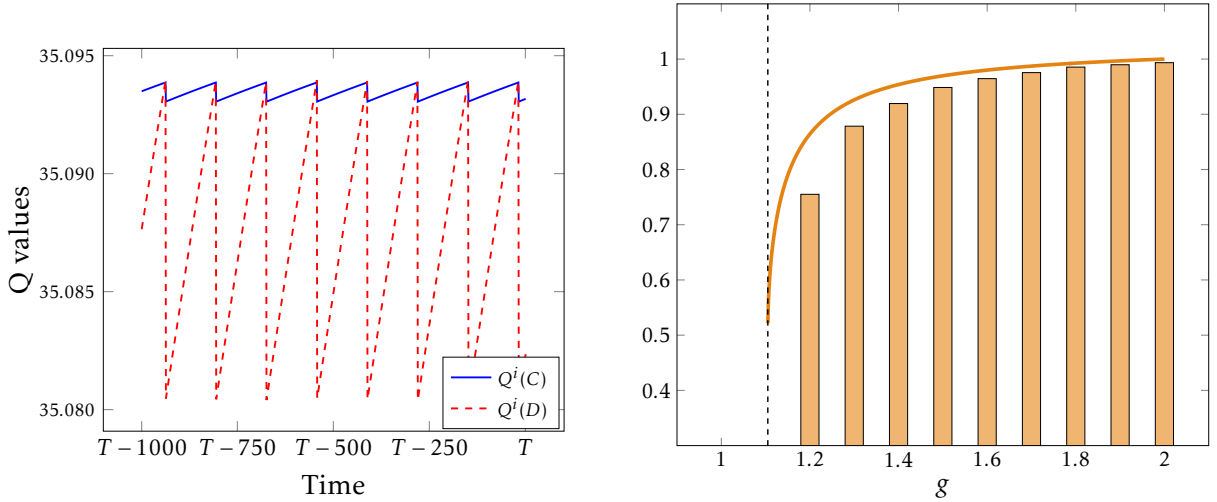 35.095
35.090
35.085
35.080
Q values
T − 1000 T − 750 T − 500 T − 250 T
Time
Q^i(C)
Q^i(D)
1
0.9
0.8
0.7
0.6
0.5
0.4
1 1.2 1.4 1.6 1.8 2
g